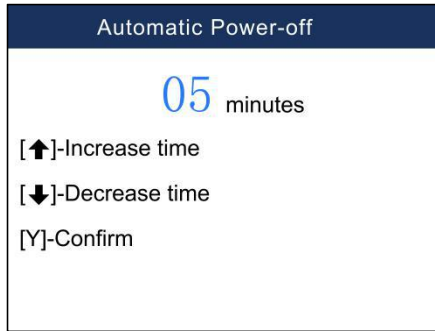 Automatic Power-off
05 minutes
[⬆]-Increase time
[⬇]-Decrease time
[Y]-Confirm